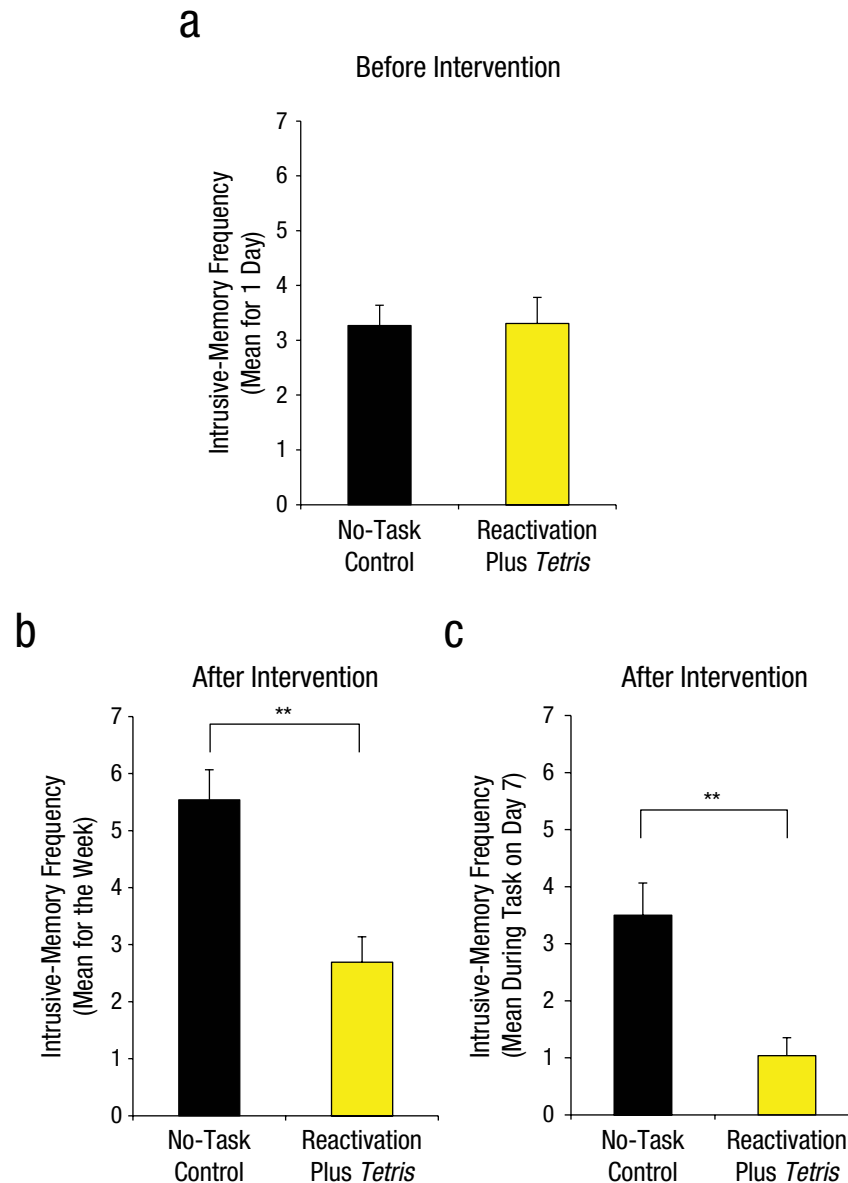 a
Before Intervention
Intrusive-Memory Frequency
(Mean for 1 Day)
7
6
5
4
3
2
1
0
No-Task
Control
Reactivation
Plus Tetris
b
After Intervention
Intrusive-Memory Frequency
(Mean for the Week)
7
6
5
4
3
2
1
0
**
No-Task
Control
Reactivation
Plus Tetris
c
After Intervention
Intrusive-Memory Frequency
(Mean During Task on Day 7)
7
6
5
4
3
2
1
0
**
No-Task
Control
Reactivation
Plus Tetris